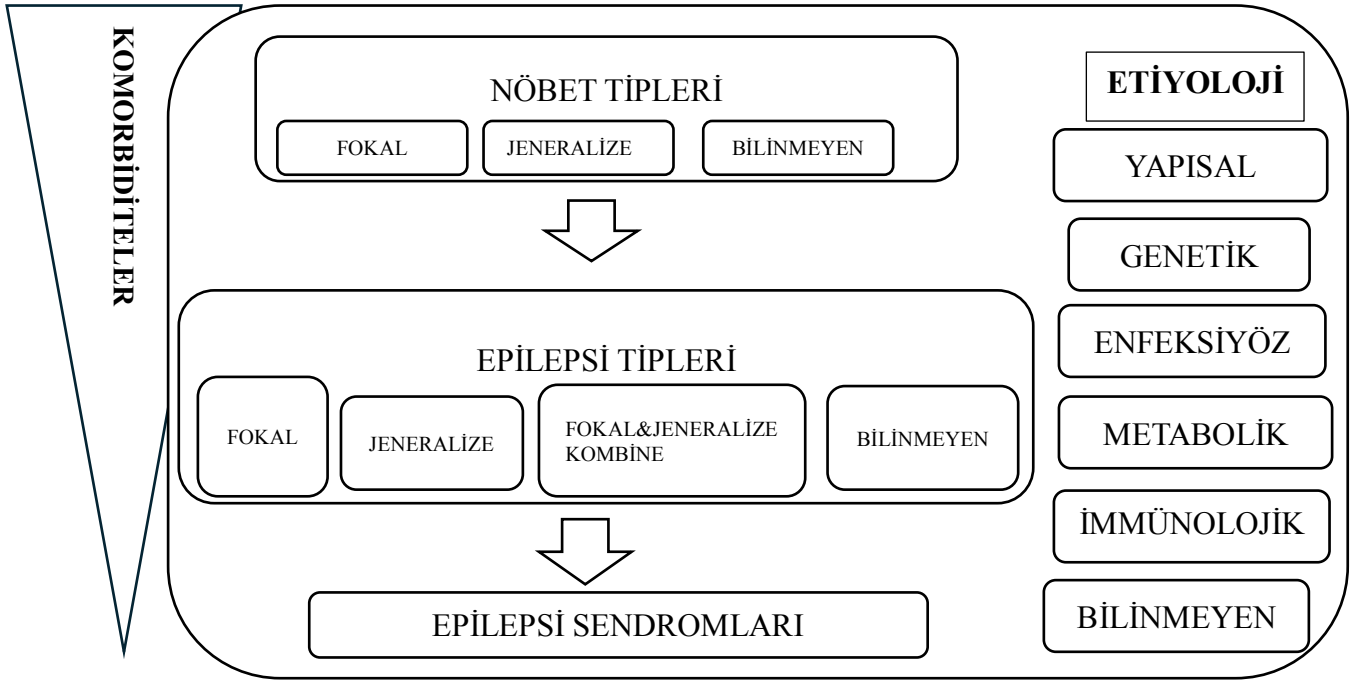 KOMORBİDİTELER
NÖBET TİPLERİ
FOKAL
JENERALİZE
BİLİNMEYEN
EPİLEPSİ TİPLERİ
FOKAL
JENERALİZE
FOKAL&JENERALİZE
KOMBİNE
BİLİNMEYEN
EPİLEPSİ SENDROMLARI
ETİYOLOJİ
YAPISAL
GENETİK
ENFEKSİYÖZ
METABOLİK
İMMÜNOLOJİK
BİLİNMEYEN